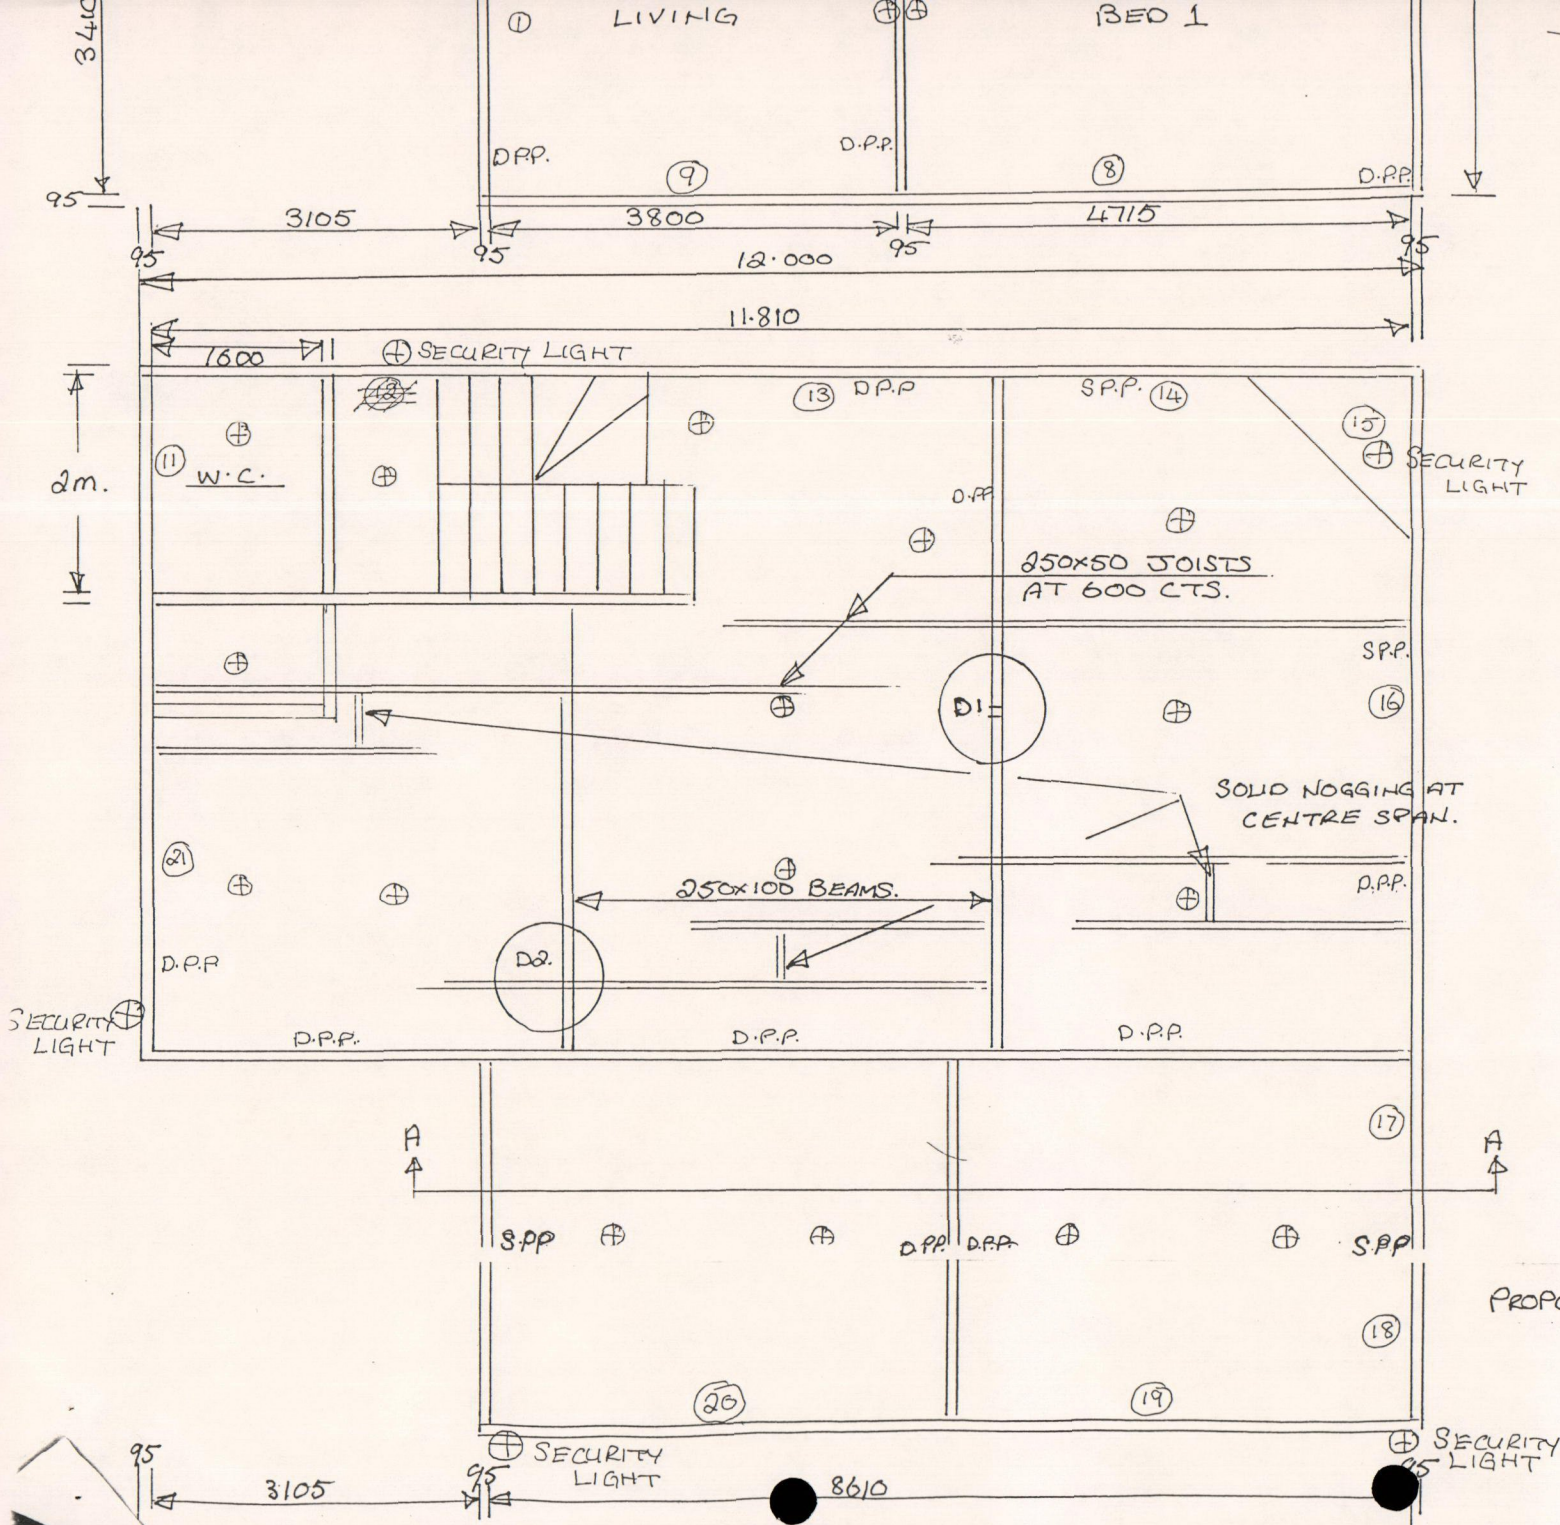 3410
1
LIVING
BED 1
D.P.P.
D.P.P.
D.P.P.
9
8
95
3105
3800
4715
95
95
95
95
12.000
11.810
1600
SECURITY LIGHT
13
D.P.P
S.P.P.
14
15
SECURITY
LIGHT
2m.
11
W.C.
D.P.P.
250x50 JOISTS
AT 600 CTS.
S.P.P.
16
D1
SOLID NOGGING AT
CENTRE SPAN.
21
250x100 BEAMS.
D.P.P.
D2.
D.P.P
SECURITY
LIGHT
D.P.P.
D.P.P.
D.P.P.
17
A
A
S.P.P
D.P.P.
D.P.P.
S.P.P
18
20
19
SECURITY
LIGHT
SECURITY
LIGHT
95
95
95
3105
8610